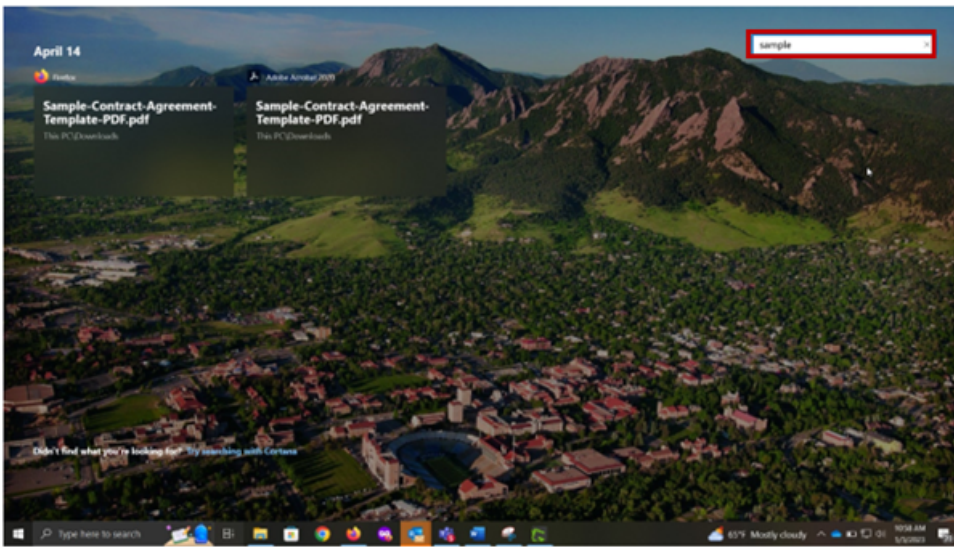 April 14
sample
Firefox
Adobe Acrobat 2020
Sample-Contract-Agreement-
Template-PDF.pdf
This PC\Downloads
Sample-Contract-Agreement-
Template-PDF.pdf
This PC\Downloads
Didn't find what you're looking for? Try searching with Cortana
Type here to search
65°F Mostly cloudy
10:58 AM
5/5/2023